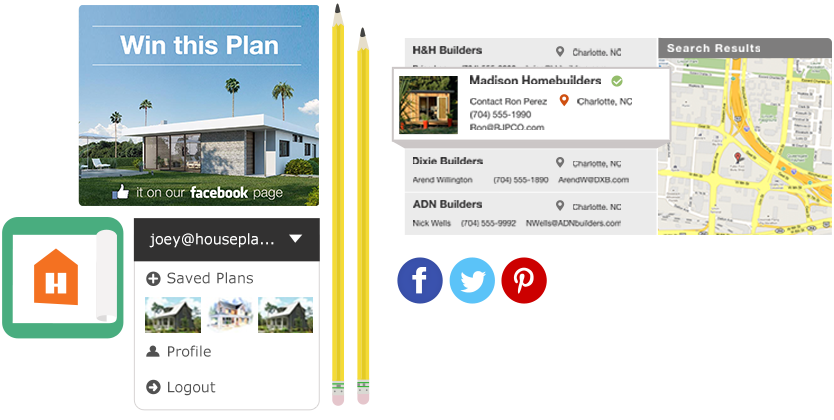 Win this Plan
it on our facebook page
H
joey@housepla...
Saved Plans
Profile
Logout
H&H Builders
Charlotte, NC
Madison Homebuilders
Contact Ron Perez
Charlotte, NC
(704) 555-1990
Ron@BJPCO.com
Dixie Builders
Charlotte, NC
Arend Willington (704) 555-1890 ArendW@DXB.com
ADN Builders
Charlotte, NC
Nick Wells (704) 555-9992 NWells@ADNbuilders.com
Search Results